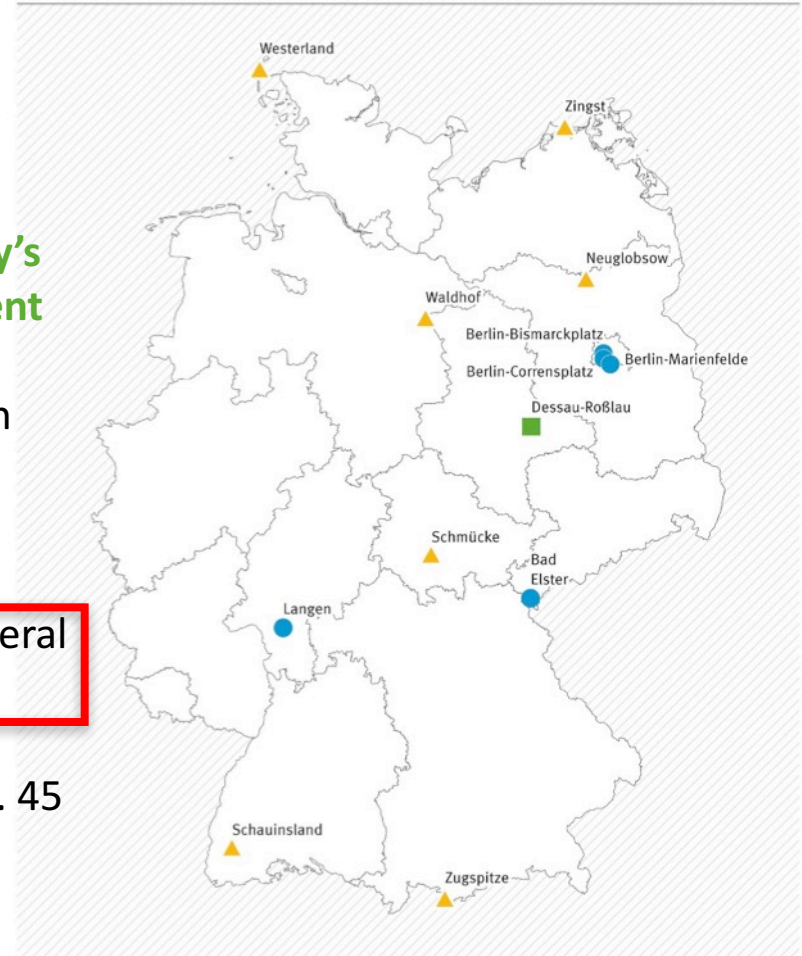 y's
ent
n
eral
. 45
Westerland
Zingst
Neuglobsow
Waldhof
Berlin-Bismarckplatz
Berlin-Marienfelde
Berlin-Corrensplatz
Dessau-Roßlau
Schmücke
Bad
Elster
Langen
Schauinsland
Zugspitze